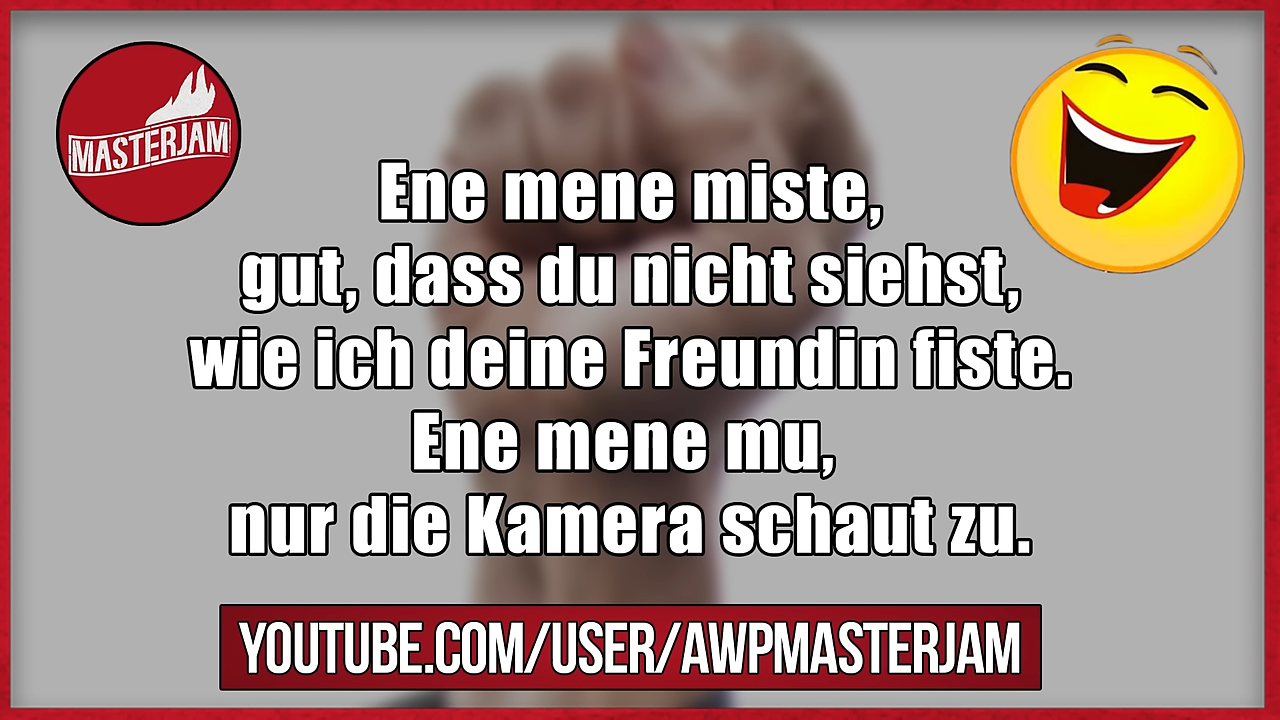 MASTERJAM
Ene mene miste,
gut, dass du nicht siehst,
wie ich deine Freundin fiste.
Ene mene mu,
nur die Kamera schaut zu.
YOUTUBE.COM/USER/AWPMASTERJAM